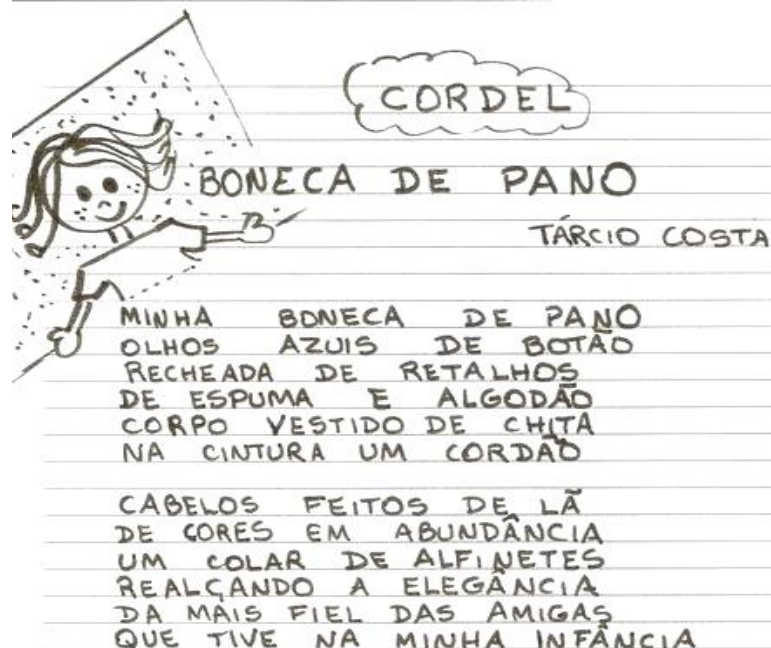 CORDEL
BONECA DE PANO
TÁRCIO COSTA
MINHA BONECA DE PANO
OLHOS AZUIS DE BOTÃO
RECHEADA DE RETALHOS
DE ESPUMA E ALGODÃO
CORPO VESTIDO DE CHITA
NA CINTURA UM CORDÃO
CABELOS FEITOS DE LÃ
DE CORES EM ABUNDÂNCIA
UM COLAR DE ALFINETES
REALÇANDO A ELEGÂNCIA
DA MAIS FIEL DAS AMIGAS
QUE TIVE NA MINHA INFÂNCIA